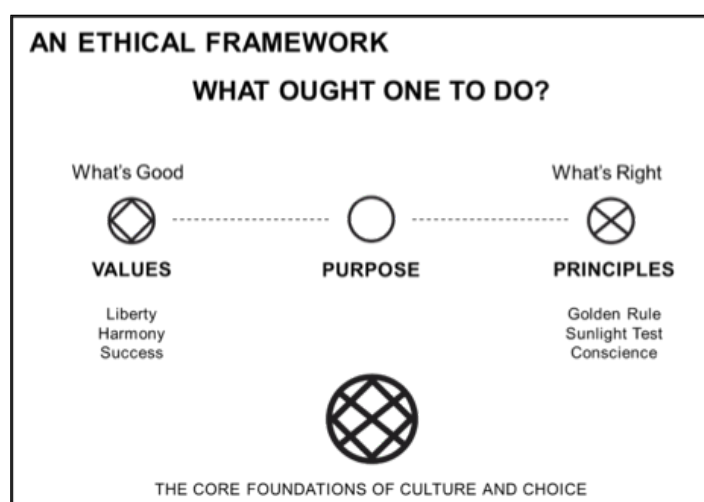 AN ETHICAL FRAMEWORK
WHAT OUGHT ONE TO DO?
What's Good
What's Right
VALUES
PURPOSE
PRINCIPLES
Liberty
Harmony
Success
Golden Rule
Sunlight Test
Conscience
THE CORE FOUNDATIONS OF CULTURE AND CHOICE